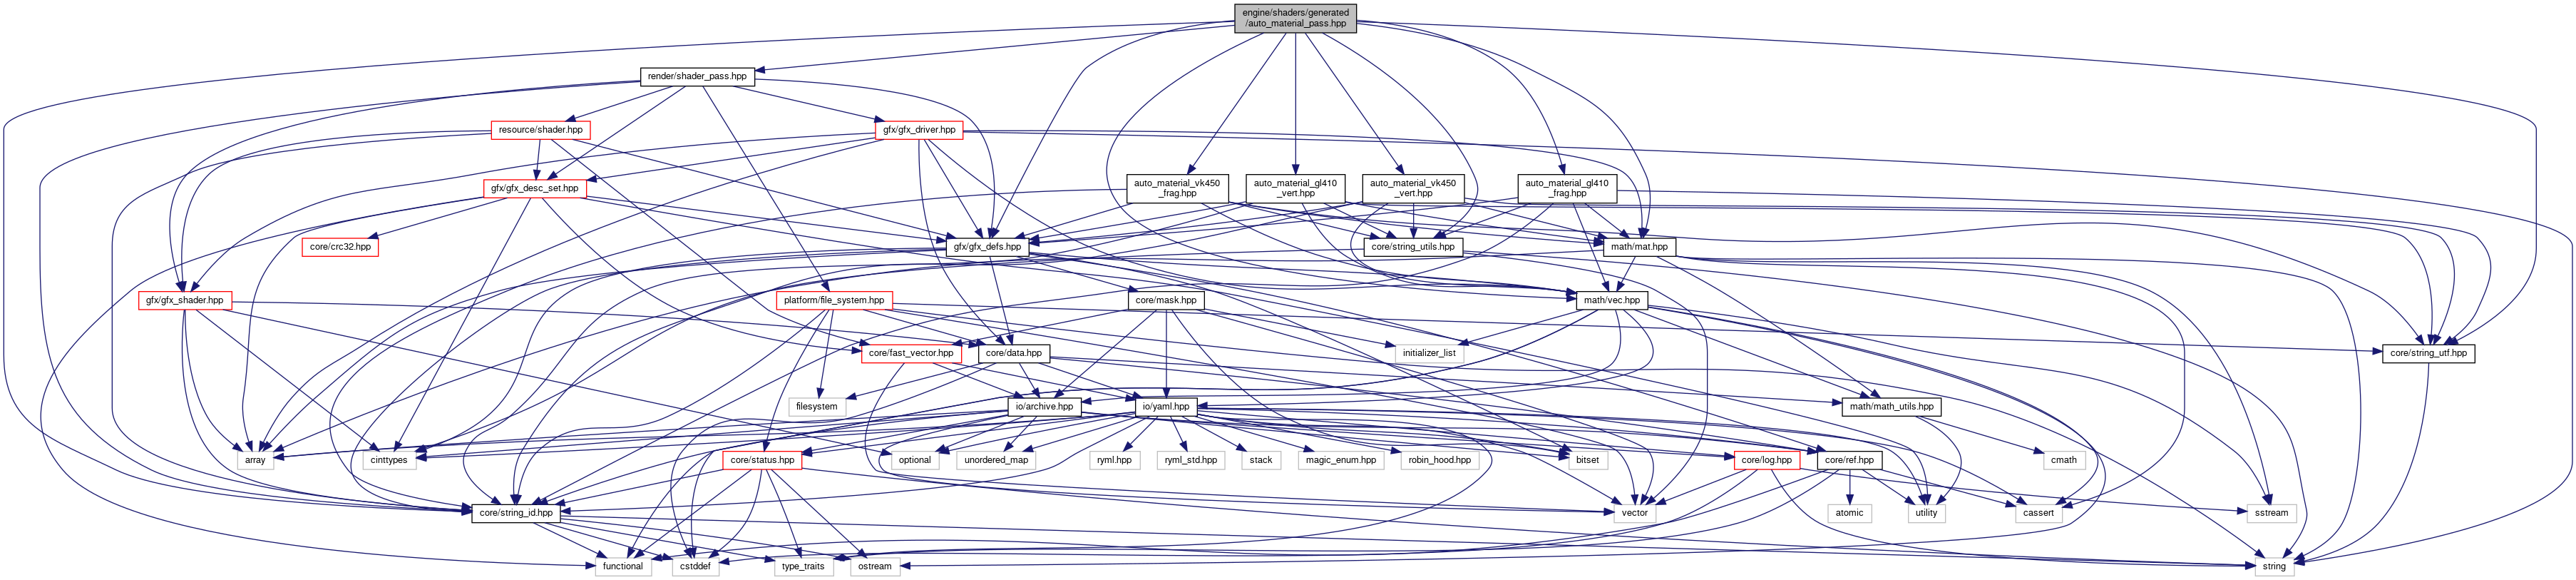 engine/shaders/generated
/auto_material_pass.hpp
render/shader_pass.hpp
resource/shader.hpp
gfx/gfx_driver.hpp
gfx/gfx_desc_set.hpp
auto_material_vk450
_frag.hpp
auto_material_gl410
_vert.hpp
auto_material_vk450
_vert.hpp
auto_material_gl410
_frag.hpp
core/crc32.hpp
gfx/gfx_defs.hpp
core/string_utils.hpp
math/mat.hpp
gfx/gfx_shader.hpp
platform/file_system.hpp
core/mask.hpp
math/vec.hpp
core/fast_vector.hpp
core/data.hpp
initializer_list
core/string_utf.hpp
filesystem
io/archive.hpp
io/yaml.hpp
math/math_utils.hpp
array
cinttypes
core/status.hpp
optional
unordered_map
ryml.hpp
ryml_std.hpp
stack
magic_enum.hpp
robin_hood.hpp
bitset
core/log.hpp
core/ref.hpp
cmath
core/string_id.hpp
vector
atomic
utility
cassert
sstream
functional
cstddef
type_traits
ostream
string